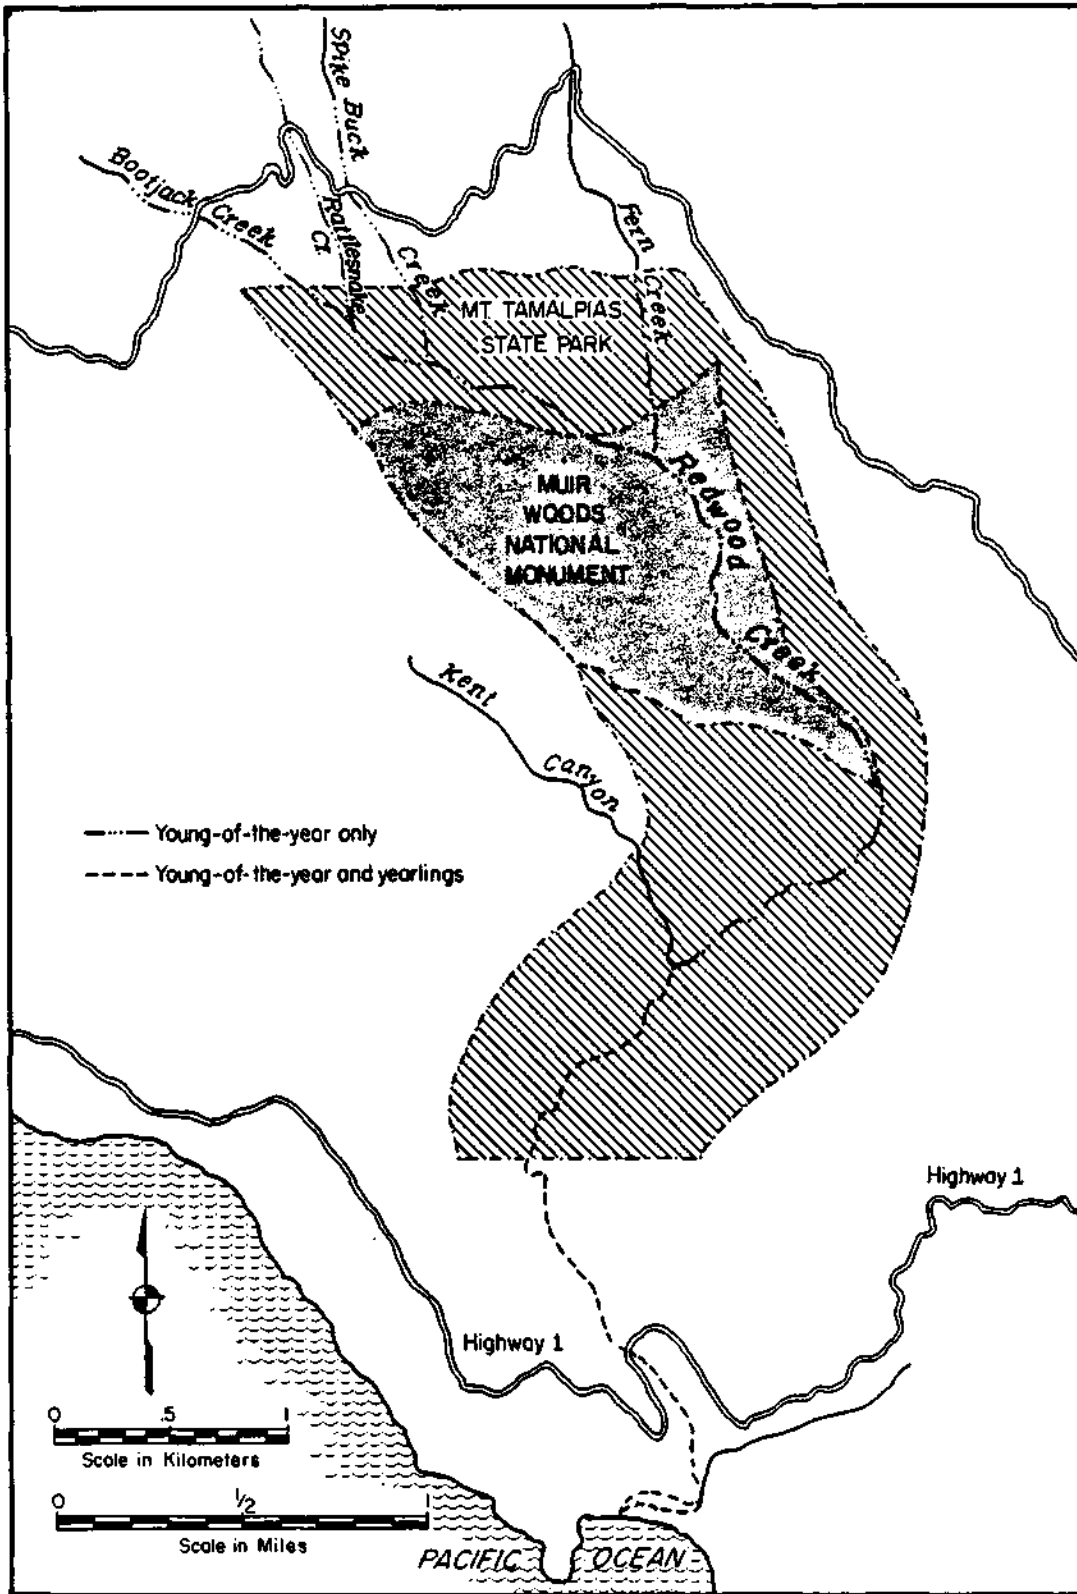 Spike Buck
Creek
Bootjack Creek
Rattlesnake
Cr.
Fern
Creek
MT. TAMALPIAS
STATE PARK
MUIR
WOODS
NATIONAL
MONUMENT
Redwood
Creek
Kent
Canyon
Young-of-the-year only
Young-of-the-year and yearlings
Highway 1
Highway 1
0 .5 1
Scale in Kilometers
0 1/2 1
Scale in Miles
PACIFIC OCEAN